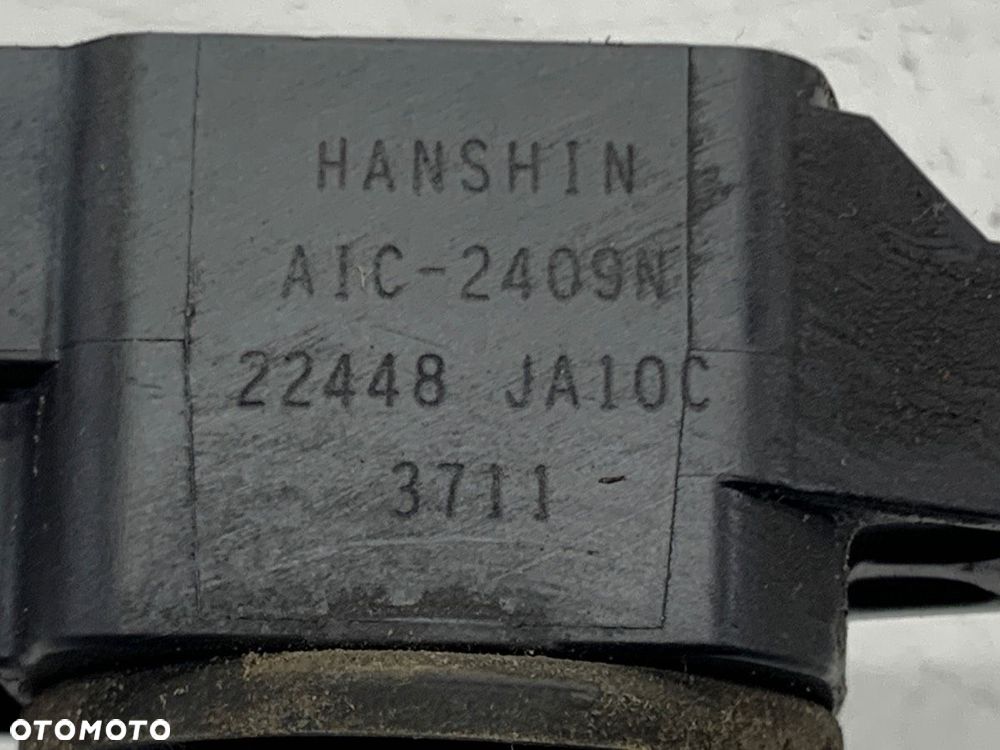 HANSHIN
AIC-2409N
22448 JA10C
3711
OTOMOTO